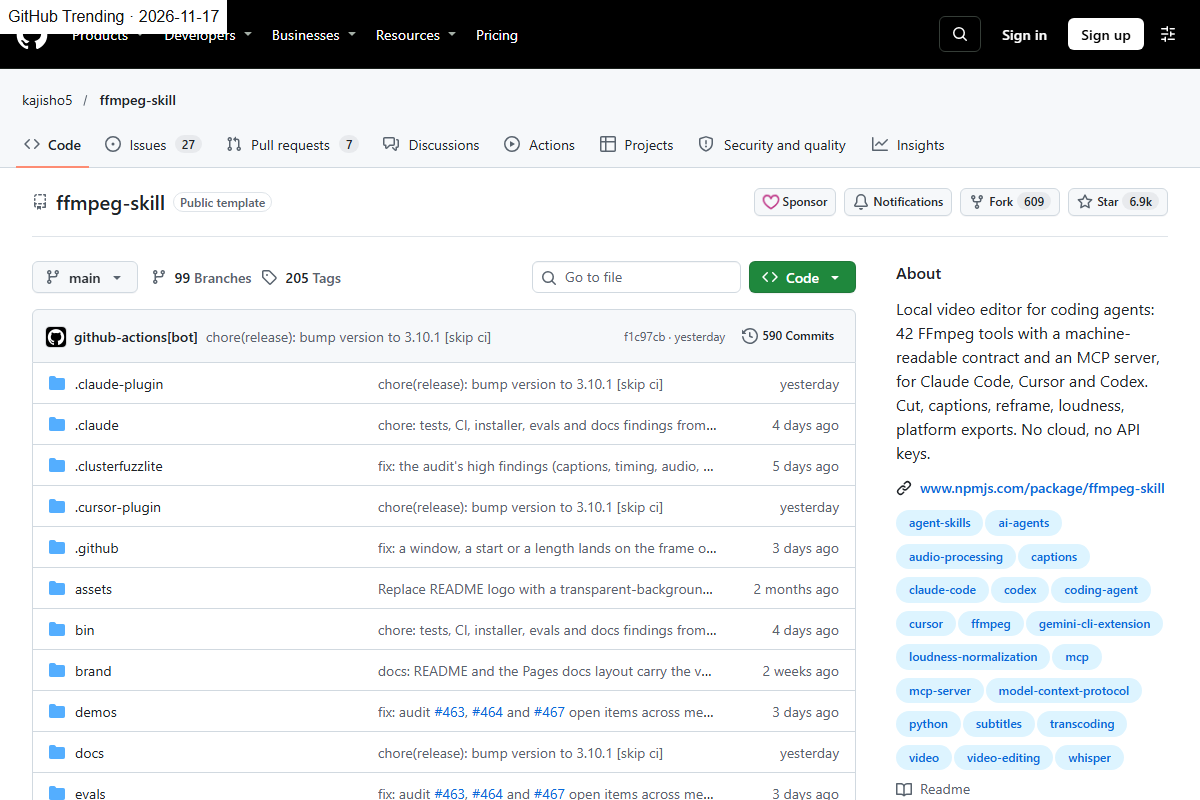 GitHub Trending · 2026-11-17
Products Developers Businesses Resources Pricing Sign in Sign up
kajisho5 / ffmpeg-skill
Code Issues 27 Pull requests 7 Discussions Actions Projects Security and quality Insights
ffmpeg-skill Public template Sponsor Notifications Fork 609 Star 6.9k
main 99 Branches 205 Tags Go to file Code
github-actions[bot] chore(release): bump version to 3.10.1 [skip ci] f1c97cb · yesterday 590 Commits
.claude-plugin chore(release): bump version to 3.10.1 [skip ci] yesterday
.claude chore: tests, CI, installer, evals and docs findings from... 4 days ago
.clusterfuzzlite fix: the audit's high findings (captions, timing, audio, ... 5 days ago
.cursor-plugin chore(release): bump version to 3.10.1 [skip ci] yesterday
.github fix: a window, a start or a length lands on the frame o... 3 days ago
assets Replace README logo with a transparent-backgroun... 2 months ago
bin chore: tests, CI, installer, evals and docs findings from... 4 days ago
brand docs: README and the Pages docs layout carry the v... 2 weeks ago
demos fix: audit #463, #464 and #467 open items across me... 3 days ago
docs chore(release): bump version to 3.10.1 [skip ci] yesterday
evals fix: audit #463, #464 and #467 open items across me... 3 days ago
About
Local video editor for coding agents:
42 FFmpeg tools with a machine-
readable contract and an MCP server,
for Claude Code, Cursor and Codex.
Cut, captions, reframe, loudness,
platform exports. No cloud, no API
keys.
www.npmjs.com/package/ffmpeg-skill
agent-skills ai-agents
audio-processing captions
claude-code codex coding-agent
cursor ffmpeg gemini-cli-extension
loudness-normalization mcp
mcp-server model-context-protocol
python subtitles transcoding
video video-editing whisper
Readme